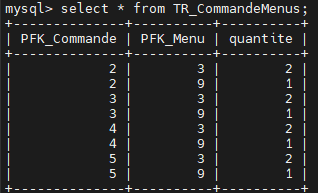 mysql> select * from TR_CommandeMenus;
+--------------+----------+----------+
| PFK_Commande | PFK_Menu | quantite |
+--------------+----------+----------+
|            2 |        3 |        2 |
|            2 |        9 |        1 |
|            3 |        3 |        2 |
|            3 |        9 |        1 |
|            4 |        3 |        2 |
|            4 |        9 |        1 |
|            5 |        3 |        2 |
|            5 |        9 |        1 |
+--------------+----------+----------+